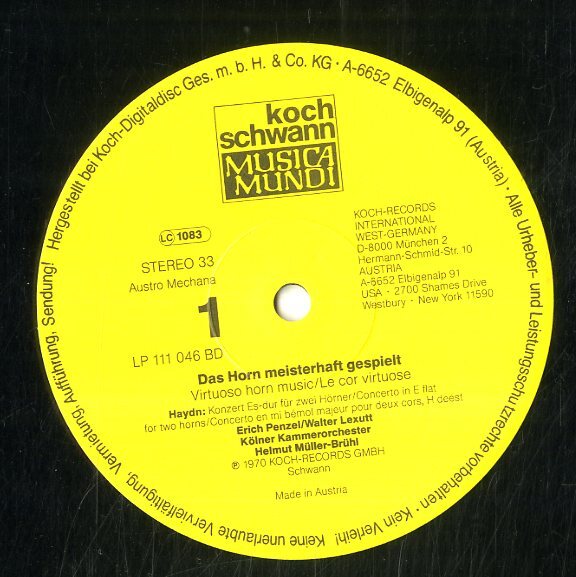 Hergestellt bei Koch-Digitaldisc Ges. m. b. H. & Co. KG · A-6652 Elbigenalp 91 (Austria) · Alle Urheber- und Leistungsschutzrechte vorbehalten · Kein Verleih! Keine unerlaubte Vervielfältigung, Vermietung, Aufführung, Sendung!
koch
schwann
MUSICA
MUNDI
LC 1083
STEREO 33
Austro Mechana
1
LP 111 046 BD
KOCH-RECORDS
INTERNATIONAL
WEST-GERMANY
D-8000 München 2
Hermann-Schmid-Str. 10
AUSTRIA
A-6652 Elbigenalp 91
USA · 2700 Shames Drive
Westbury · New York 11590
Das Horn meisterhaft gespielt
Virtuoso horn music/Le cor virtuose
Haydn: Konzert Es-dur für zwei Hörner/Concerto in E flat
for two horns/Concerto en mi bémol majeur pour deux cors, H deest
Erich Penzel/Walter Lexutt
Kölner Kammerorchester
Helmut Müller-Brühl
℗ 1970 KOCH-RECORDS GMBH
Schwann
Made in Austria